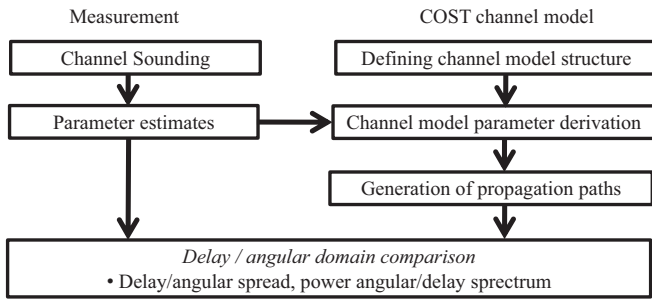 Measurement
COST channel model
Channel Sounding
Defining channel model structure
Parameter estimates
Channel model parameter derivation
Generation of propagation paths
Delay / angular domain comparison
• Delay/angular spread, power angular/delay sprectrum